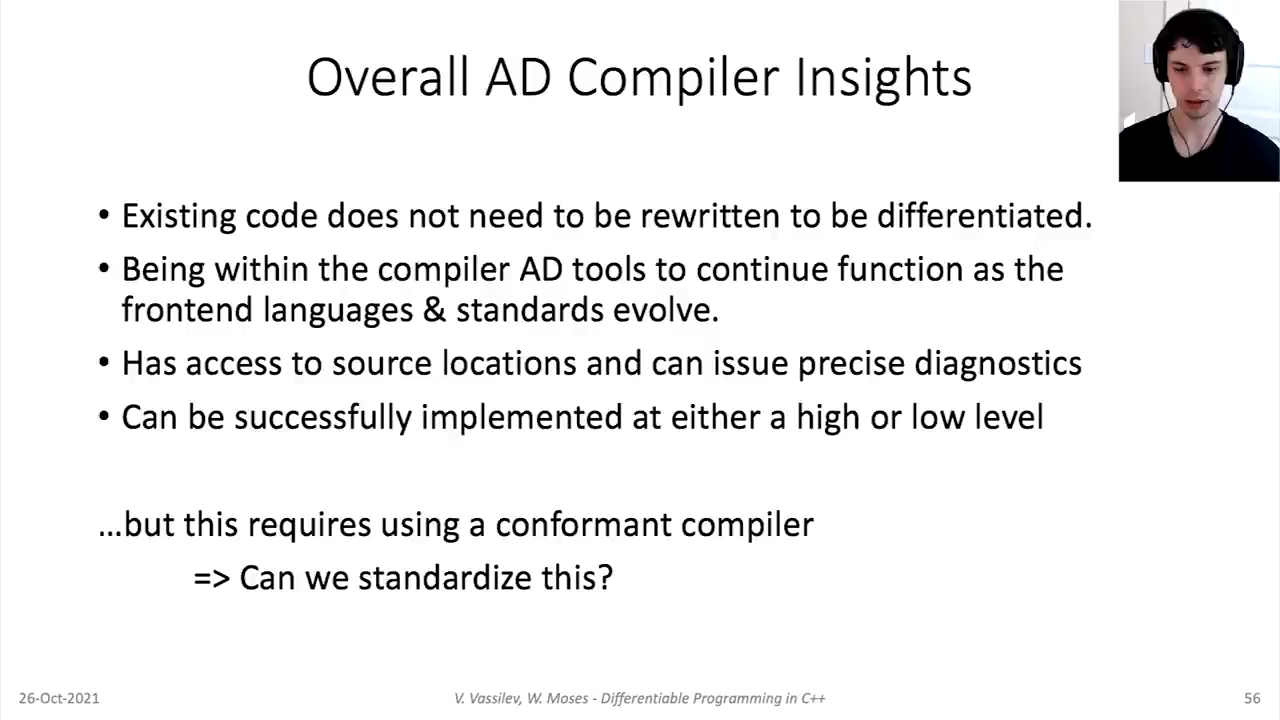 Overall AD Compiler Insights
• Existing code does not need to be rewritten to be differentiated.
• Being within the compiler AD tools to continue function as the
frontend languages & standards evolve.
• Has access to source locations and can issue precise diagnostics
• Can be successfully implemented at either a high or low level
...but this requires using a conformant compiler
=> Can we standardize this?
26-Oct-2021
V. Vassilev, W. Moses - Differentiable Programming in C++
56